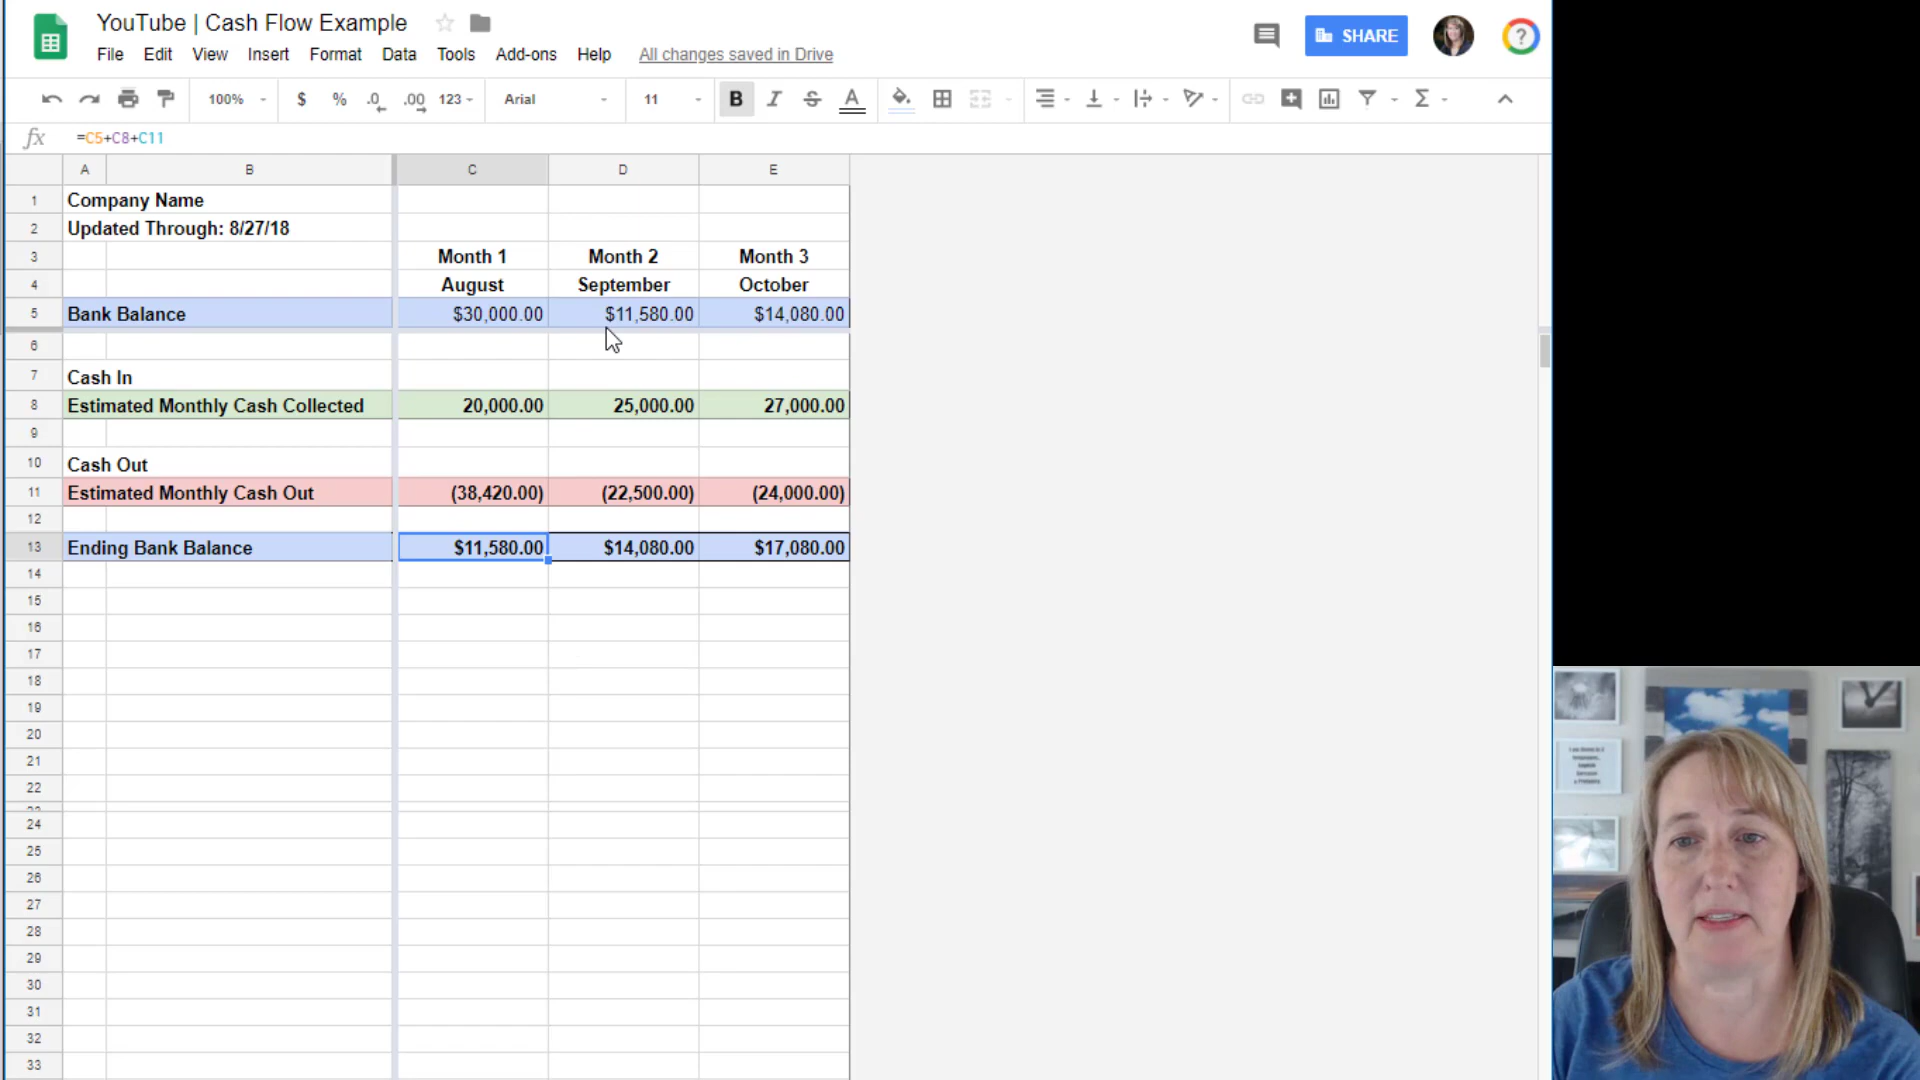 YouTube | Cash Flow Example
File Edit View Insert Format Data Tools Add-ons Help All changes saved in Drive
SHARE
100% $ % .0 .00 123 Arial 11 B I S A Σ
fx =C5+C8+C11
A B C D E
1 Company Name
2 Updated Through: 8/27/18
3 Month 1 Month 2 Month 3
4 August September October
5 Bank Balance $30,000.00 $11,580.00 $14,080.00
6
7 Cash In
8 Estimated Monthly Cash Collected 20,000.00 25,000.00 27,000.00
9
10 Cash Out
11 Estimated Monthly Cash Out (38,420.00) (22,500.00) (24,000.00)
12
13 Ending Bank Balance $11,580.00 $14,080.00 $17,080.00
14
15
16
17
18
19
20
21
22
24
25
26
27
28
29
30
31
32
33